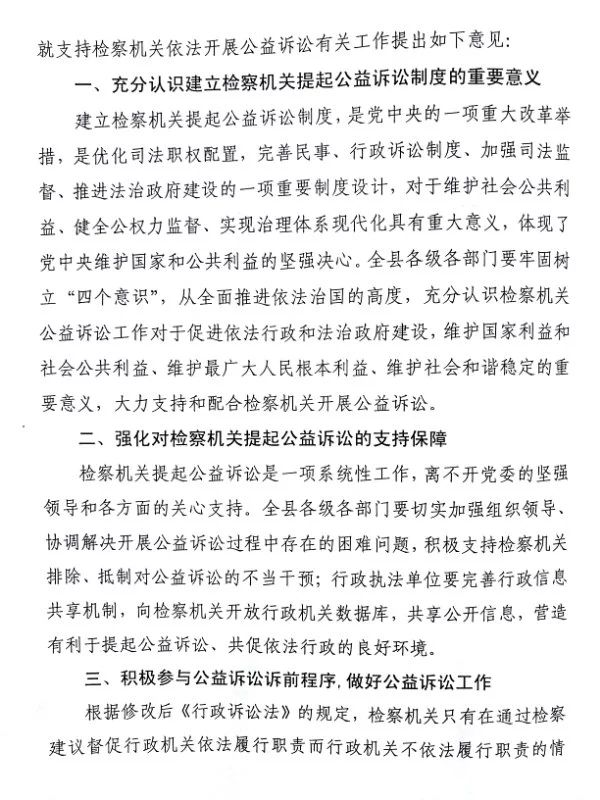 就支持检察机关依法开展公益诉讼有关工作提出如下意见：
一、充分认识建立检察机关提起公益诉讼制度的重要意义
建立检察机关提起公益诉讼制度，是党中央的一项重大改革举
措，是优化司法职权配置，完善民事、行政诉讼制度、加强司法监
督、推进法治政府建设的一项重要制度设计，对于维护社会公共利
益、健全公权力监督、实现治理体系现代化具有重大意义，体现了
党中央维护国家和公共利益的坚强决心。全县各级各部门要牢固树
立“四个意识”，从全面推进依法治国的高度，充分认识检察机关
公益诉讼工作对于促进依法行政和法治政府建设，维护国家利益和
社会公共利益、维护最广大人民根本利益、维护社会和谐稳定的重
要意义，大力支持和配合检察机关开展公益诉讼。
二、强化对检察机关提起公益诉讼的支持保障
检察机关提起公益诉讼是一项系统性工作，离不开党委的坚强
领导和各方面的关心支持。全县各级各部门要切实加强组织领导、
协调解决开展公益诉讼过程中存在的困难问题，积极支持检察机关
排除、抵制对公益诉讼的不当干预；行政执法单位要完善行政信息
共享机制，向检察机关开放行政机关数据库，共享公开信息，营造
有利于提起公益诉讼、共促依法行政的良好环境。
三、积极参与公益诉讼诉前程序,做好公益诉讼工作
根据修改后《行政诉讼法》的规定，检察机关只有在通过检察
建议督促行政机关依法履行职责而行政机关不依法履行职责的情